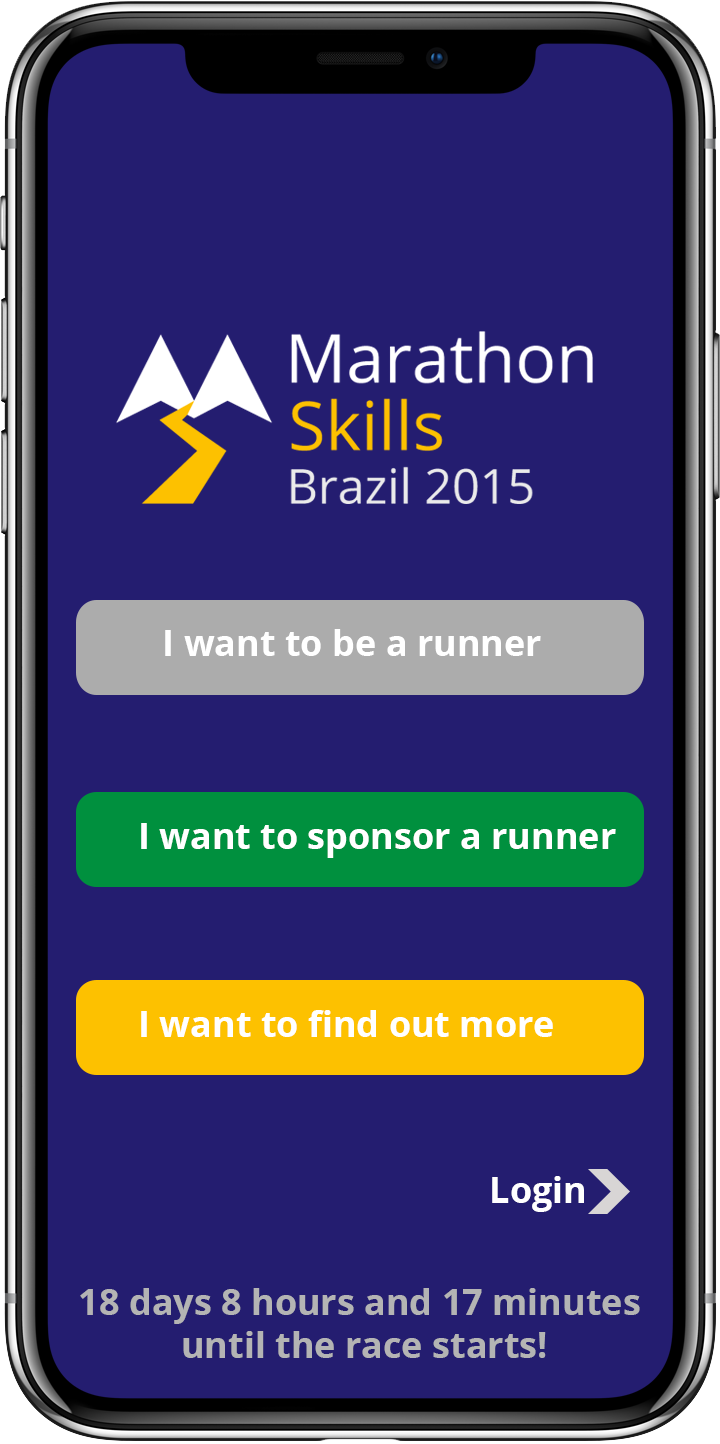 Marathon
Skills
Brazil 2015
I want to be a runner
I want to sponsor a runner
I want to find out more
Login
18 days 8 hours and 17 minutes
until the race starts!